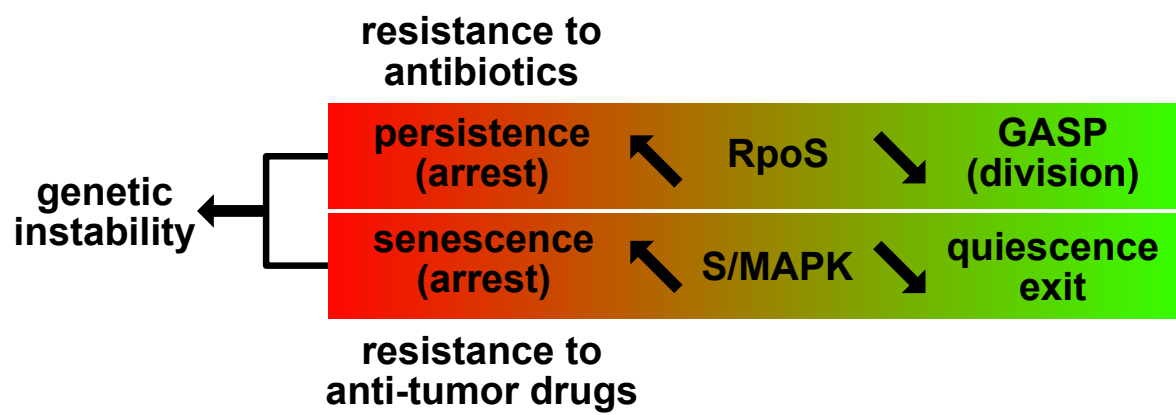 resistance to
antibiotics
persistence
(arrest)
RpoS
GASP
(division)
genetic
instability
senescence
(arrest)
S/MAPK
quiescence
exit
resistance to
anti-tumor drugs